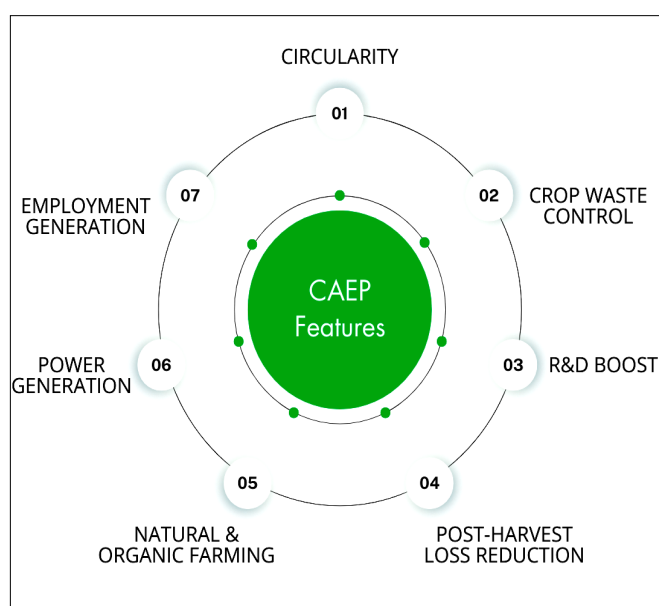 CIRCULARITY
01
02
CROP WASTE
CONTROL
03
R&D BOOST
04
POST-HARVEST
LOSS REDUCTION
05
NATURAL &
ORGANIC FARMING
06
POWER
GENERATION
07
EMPLOYMENT
GENERATION
CAEP
Features